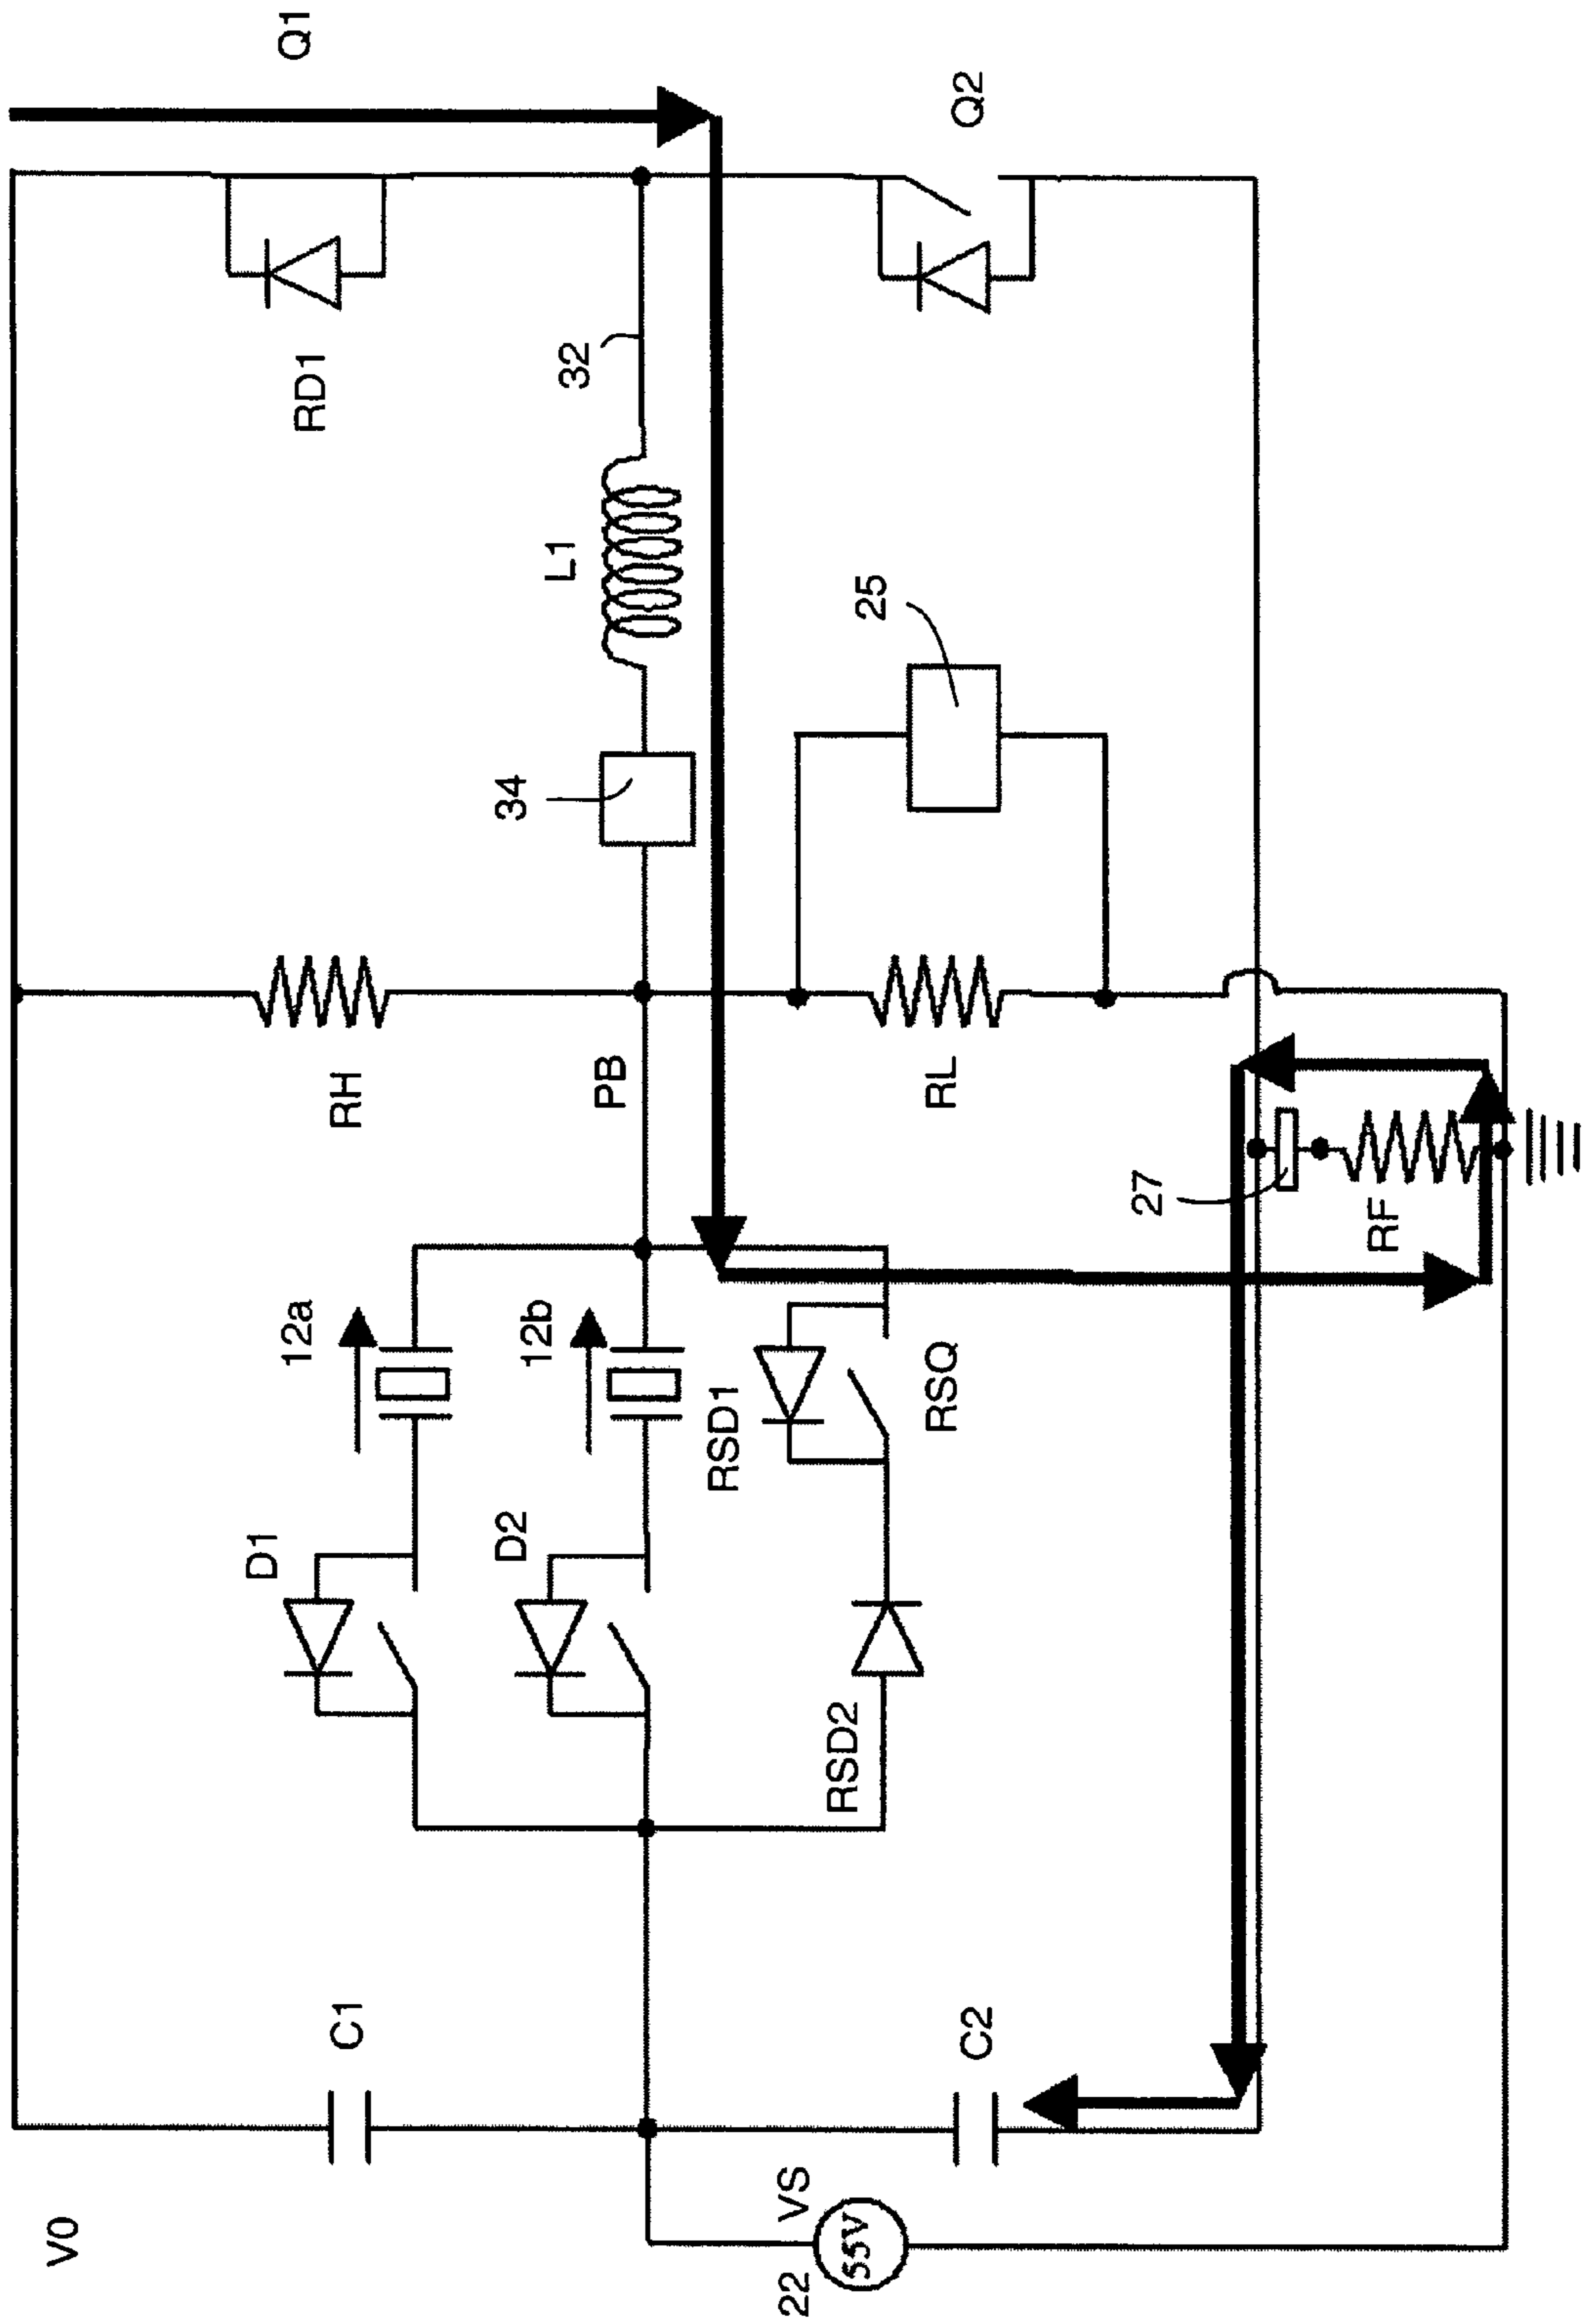 V0
Q1
RD1
Q2
32
L1
34
25
RH
PB
RL
12a
12b
27
RF
D1
D2
RSD1
RSQ
RSD2
C1
C2
VS
22
55V